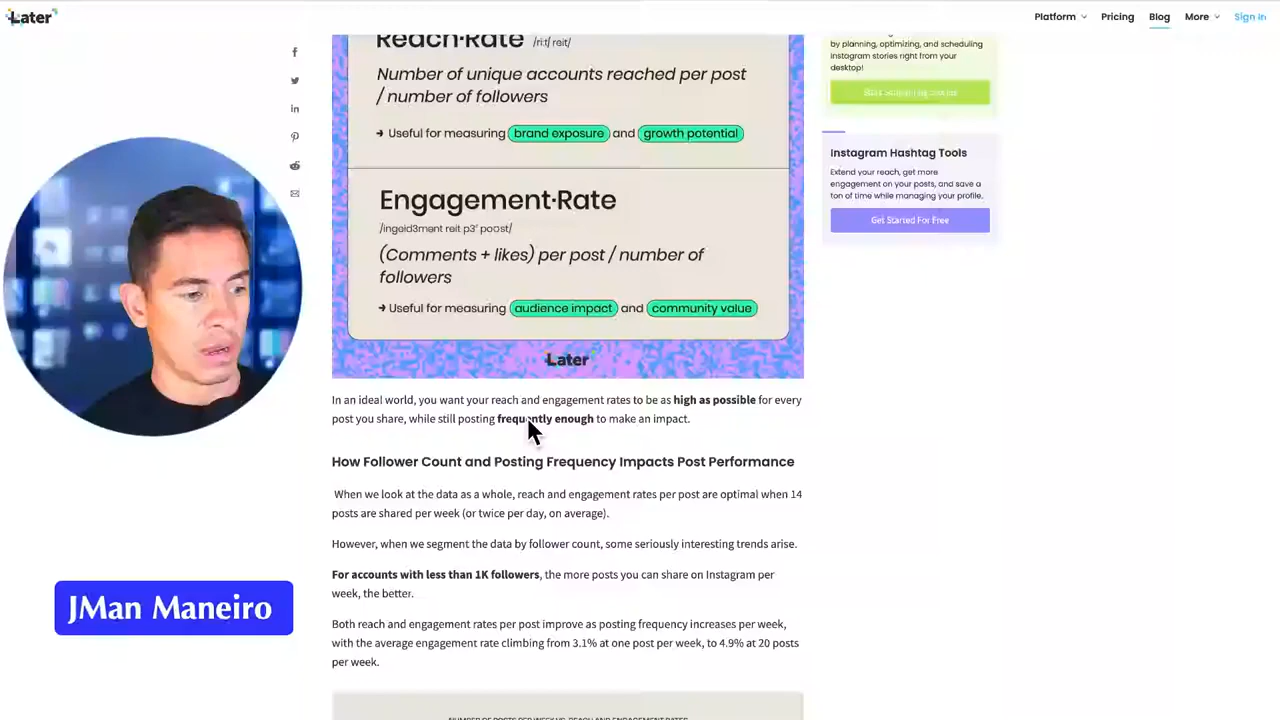 Later
Platform
Pricing
Blog
More
Sign in
Reach·Rate /ri:tʃ reit/
Number of unique accounts reached per post
/ number of followers
→ Useful for measuring brand exposure and growth potential
Engagement·Rate
(Comments + likes) per post / number of
followers
→ Useful for measuring audience impact and community value
Later
by planning, optimizing, and scheduling
instagram stories right from your
desktop!
Instagram Hashtag Tools
Extend your reach, get more
engagement on your posts, and save a
ton of time while managing your profile.
Get Started For Free
In an ideal world, you want your reach and engagement rates to be as high as possible for every
post you share, while still posting frequently enough to make an impact.
How Follower Count and Posting Frequency Impacts Post Performance
When we look at the data as a whole, reach and engagement rates per post are optimal when 14
posts are shared per week (or twice per day, on average).
However, when we segment the data by follower count, some seriously interesting trends arise.
For accounts with less than 1K followers, the more posts you can share on Instagram per
week, the better.
Both reach and engagement rates per post improve as posting frequency increases per week,
with the average engagement rate climbing from 3.1% at one post per week, to 4.9% at 20 posts
per week.
NUMBER OF POSTS PER WEEK VS. REACH AND ENGAGEMENT RATES
JMan Maneiro